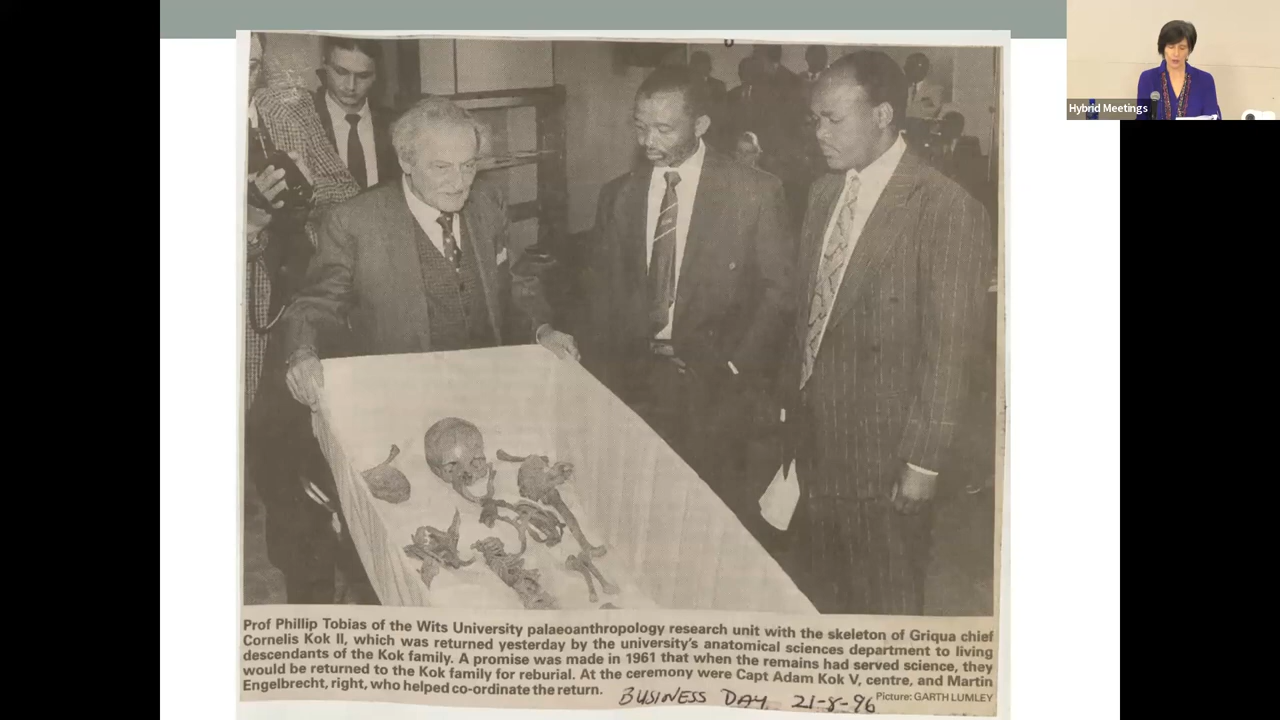 Hybrid Meetings
Prof Phillip Tobias of the Wits University palaeoanthropology research unit with the skeleton of Griqua chief
Cornelis Kok II, which was returned yesterday by the university's anatomical sciences department to living
descendants of the Kok family. A promise was made in 1961 that when the remains had served science, they
would be returned to the Kok family for reburial. At the ceremony were Capt Adam Kok V, centre, and Martin
Engelbrecht, right, who helped co-ordinate the return.
Picture: GARTH LUMLEY
BUSINESS DAY 21-8-96